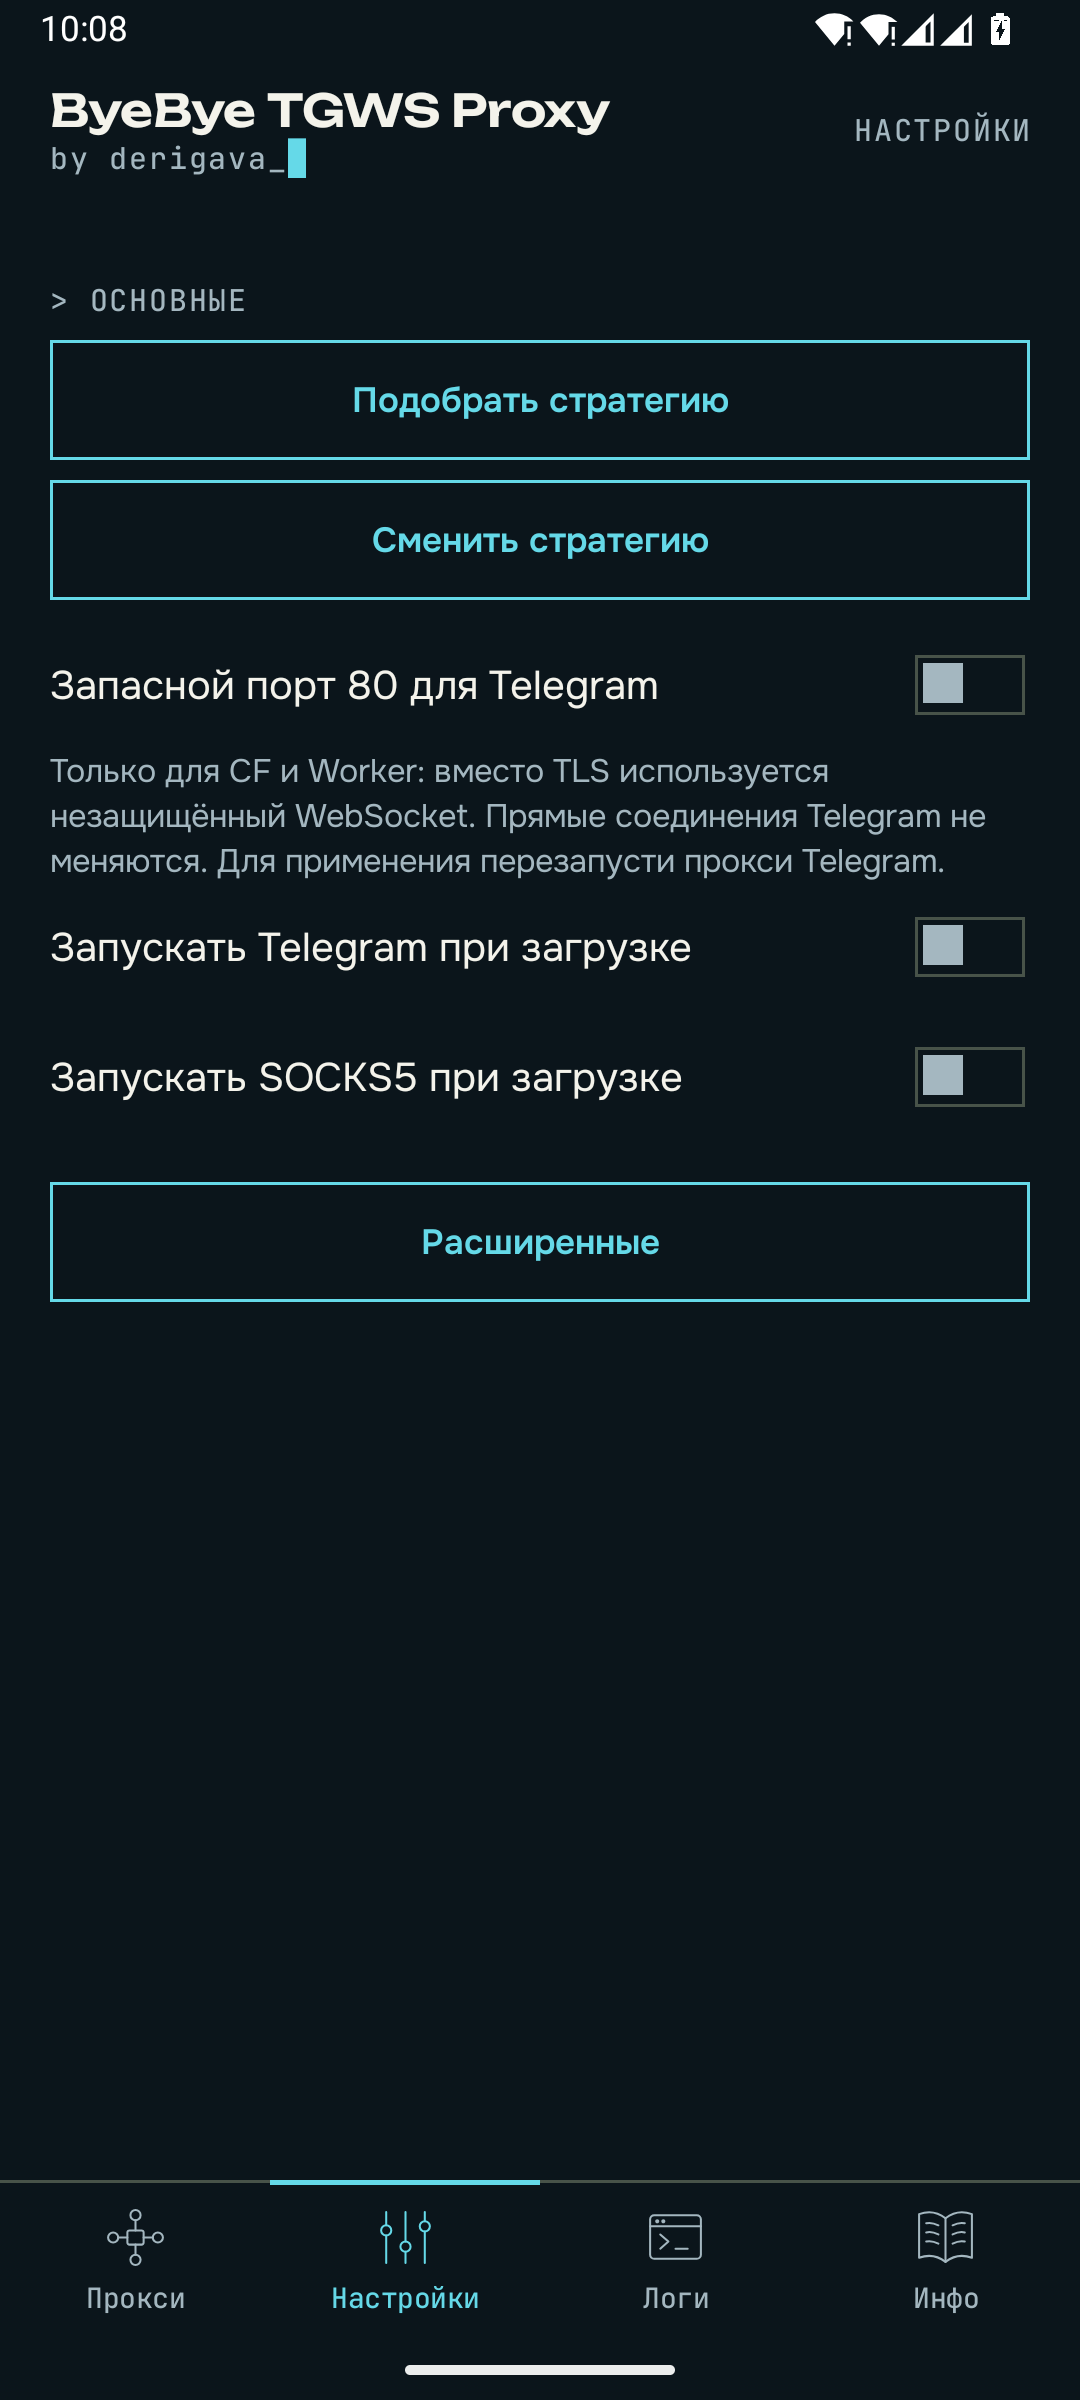 10:08
ByeBye TGWS Proxy
by derigava_
НАСТРОЙКИ
> ОСНОВНЫЕ
Подобрать стратегию
Сменить стратегию
Запасной порт 80 для Telegram
Только для CF и Worker: вместо TLS используется
незащищённый WebSocket. Прямые соединения Telegram не
меняются. Для применения перезапусти прокси Telegram.
Запускать Telegram при загрузке
Запускать SOCKS5 при загрузке
Расширенные
Прокси
Настройки
Логи
Инфо